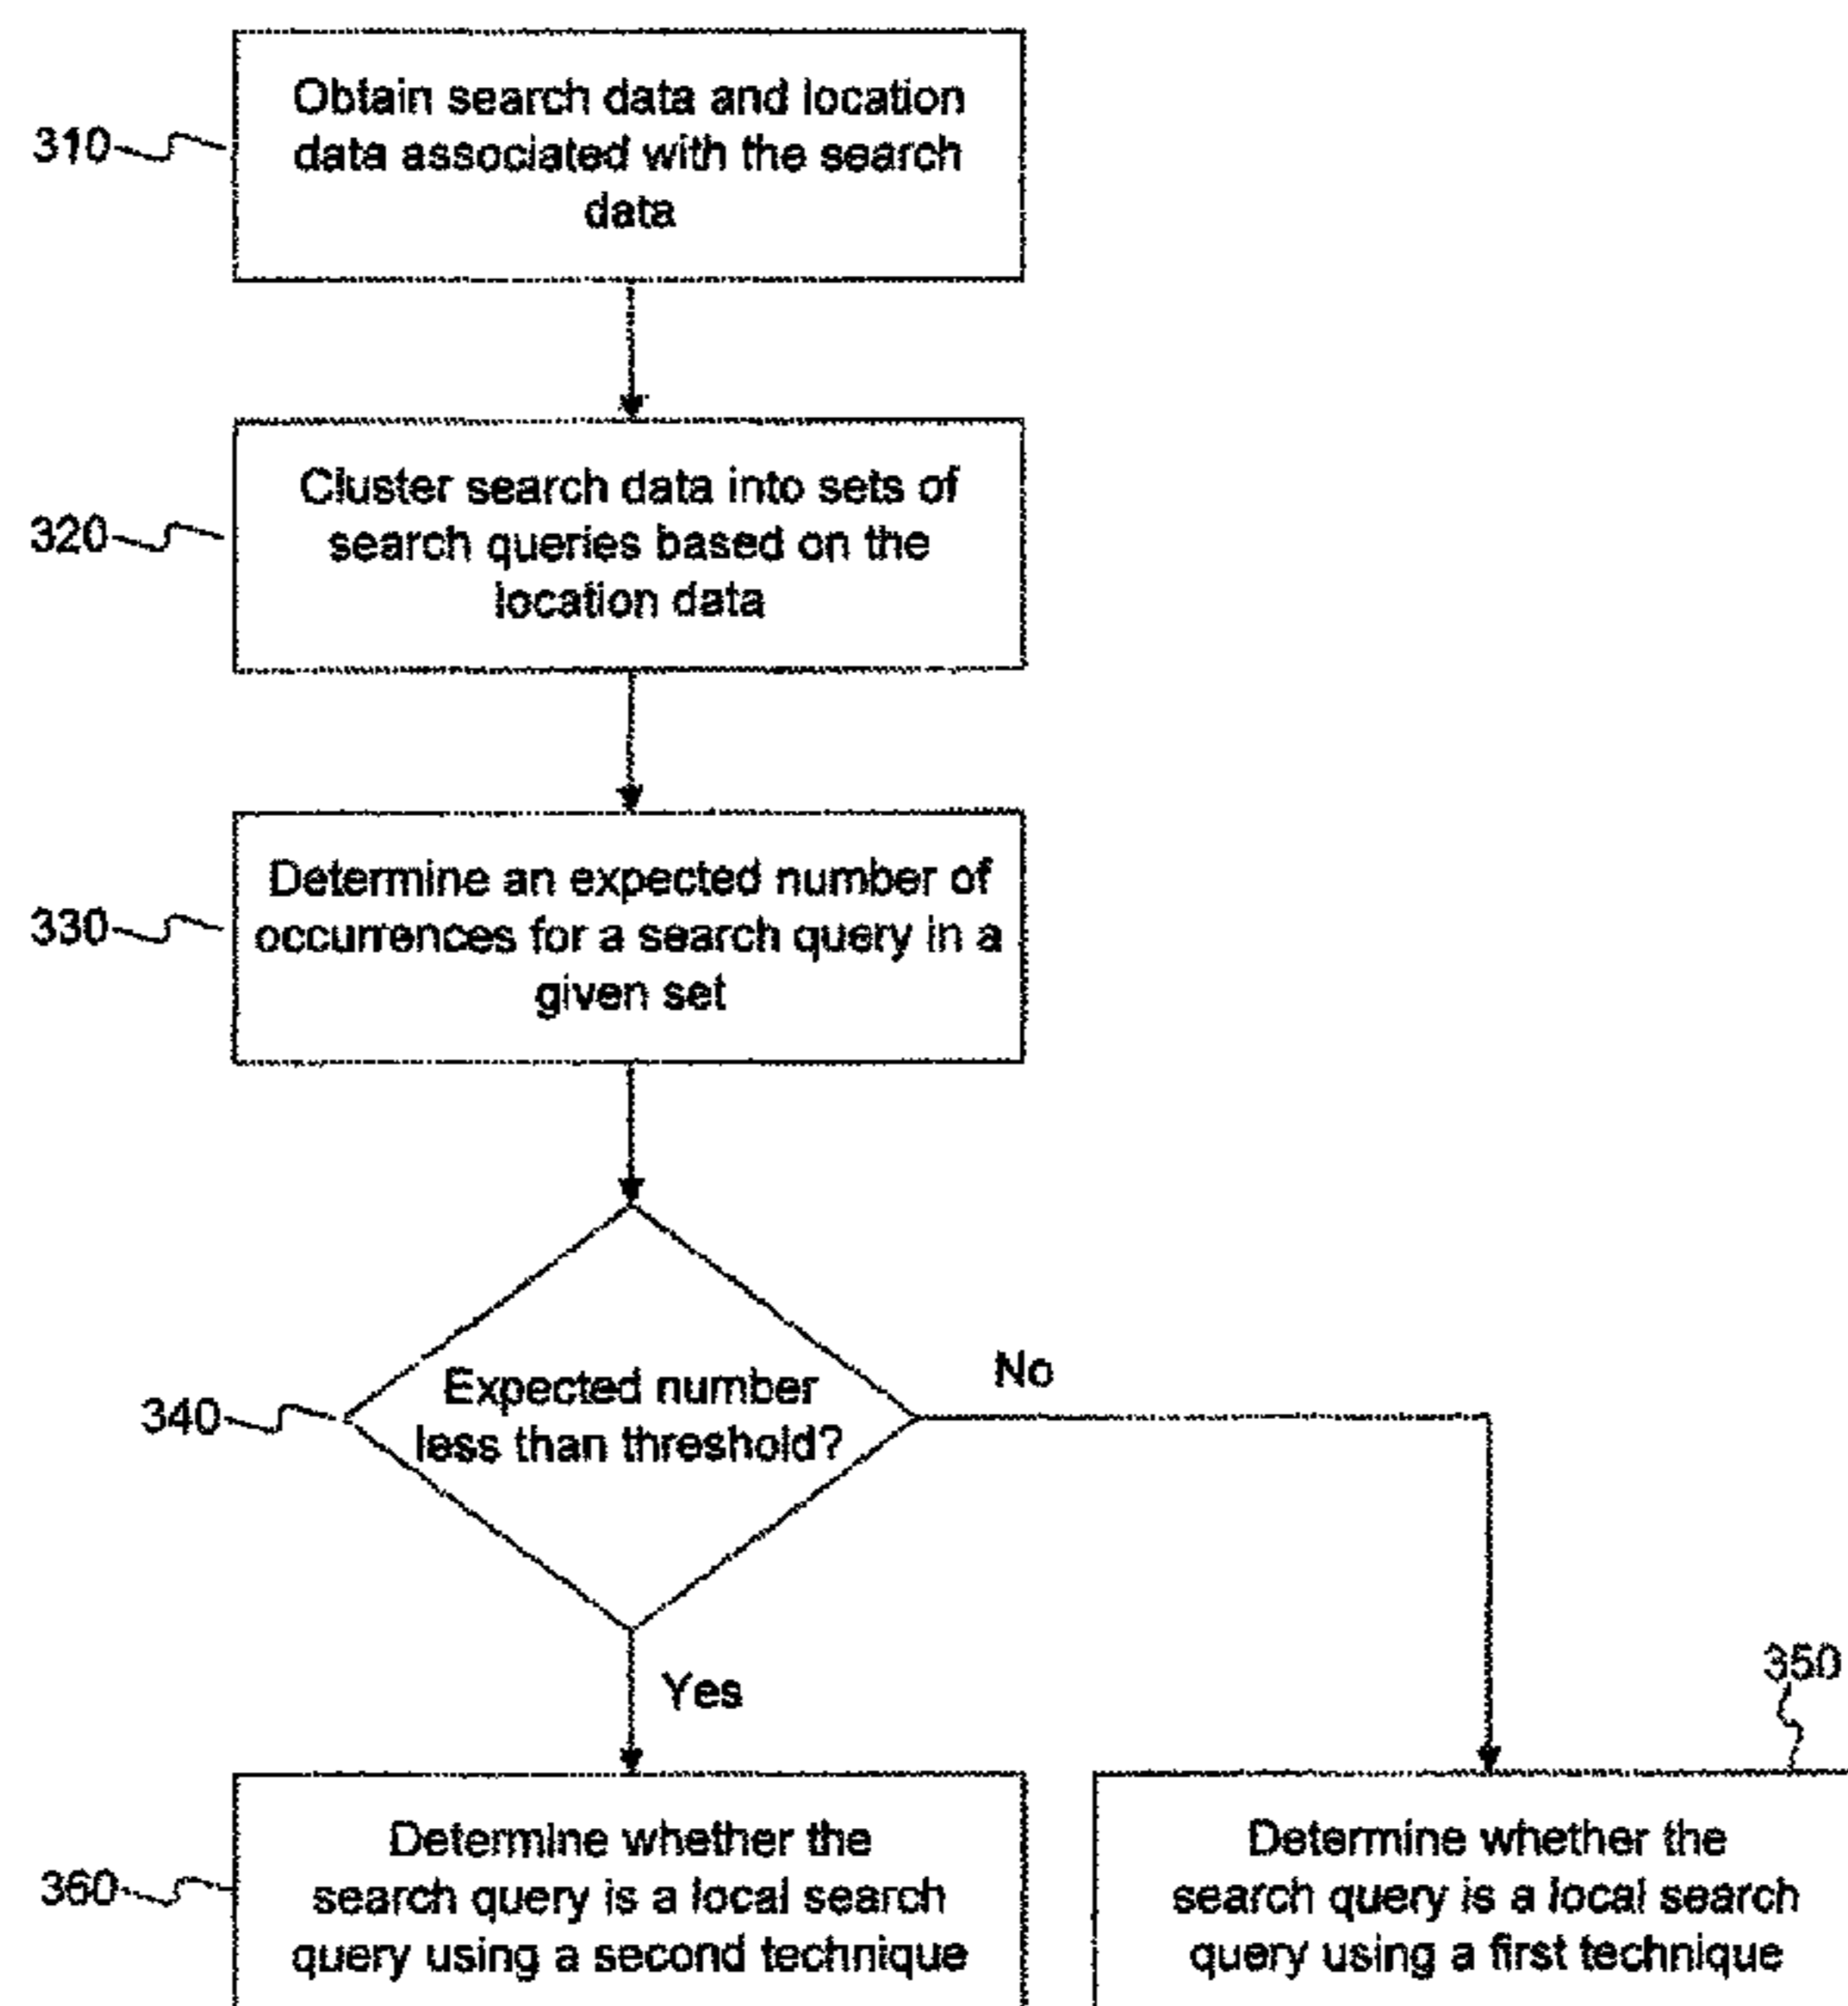 310
Obtain search data and location
data associated with the search
data
320
Cluster search data into sets of
search queries based on the
location data
330
Determine an expected number of
occurrences for a search query in a
given set
340
Expected number
less than threshold?
No
Yes
350
360
Determine whether the
search query is a local search
query using a second technique
Determine whether the
search query is a local search
query using a first technique